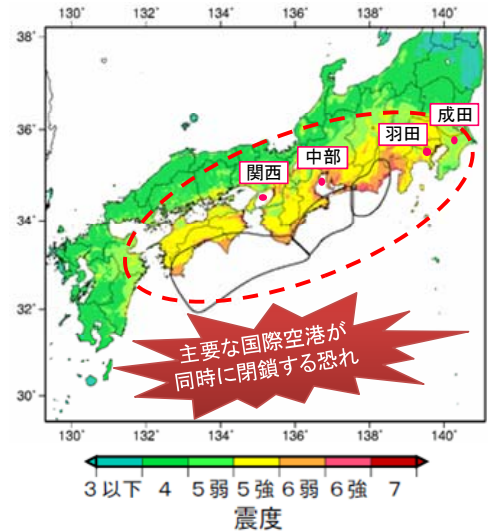 130˚ 132˚ 134˚ 136˚ 138˚ 140˚
38˚
36˚
34˚
32˚
30˚
成田
羽田
中部
関西
主要な国際空港が
同時に閉鎖する恐れ
130˚ 132˚ 134˚ 136˚ 138˚ 140˚
3以下 4 5弱 5強 6弱 6強 7
震度